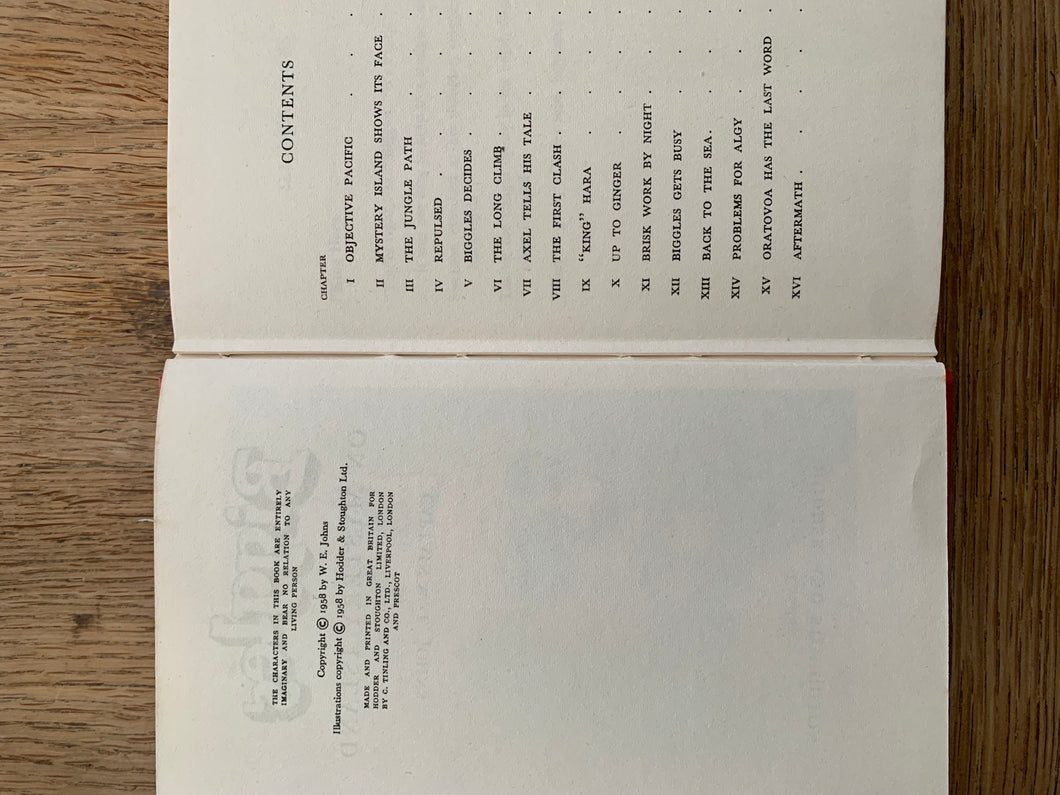 THE CHARACTERS IN THIS BOOK ARE ENTIRELY
IMAGINARY AND BEAR NO RELATION TO ANY
LIVING PERSON
Copyright © 1958 by W. E. Johns
Illustrations copyright © 1958 by Hodder & Stoughton Ltd.
MADE AND PRINTED IN GREAT BRITAIN FOR
HODDER AND STOUGHTON LIMITED, LONDON
BY C. TINLING AND CO., LTD., LIVERPOOL, LONDON
AND PRESCOT
CONTENTS
CHAPTER
I OBJECTIVE PACIFIC . . .
II MYSTERY ISLAND SHOWS ITS FACE .
III THE JUNGLE PATH . . .
IV REPULSED . . . . .
V BIGGLES DECIDES . . . .
VI THE LONG CLIMB . . . .
VII AXEL TELLS HIS TALE . . .
VIII THE FIRST CLASH . . . .
IX "KING" HARA . . . .
X UP TO GINGER . . . .
XI BRISK WORK BY NIGHT . . .
XII BIGGLES GETS BUSY . . .
XIII BACK TO THE SEA . . . .
XIV PROBLEMS FOR ALGY . . .
XV ORATOVOA HAS THE LAST WORD .
XVI AFTERMATH . . . . .